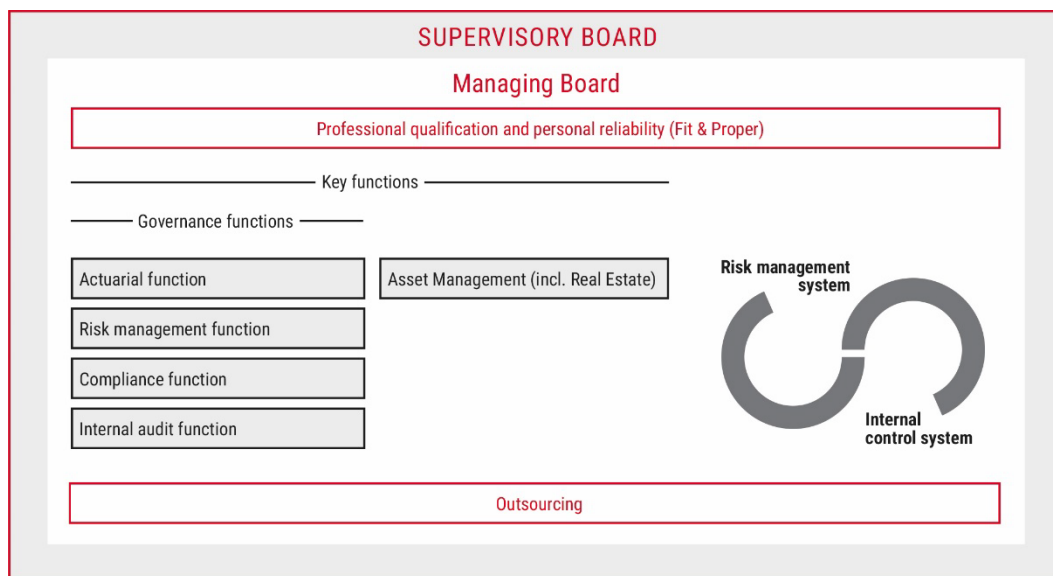 SUPERVISORY BOARD
Managing Board
Professional qualification and personal reliability (Fit & Proper)
Key functions
Governance functions
Actuarial function
Asset Management (incl. Real Estate)
Risk management function
Compliance function
Internal audit function
Risk management
system
Internal
control system
Outsourcing